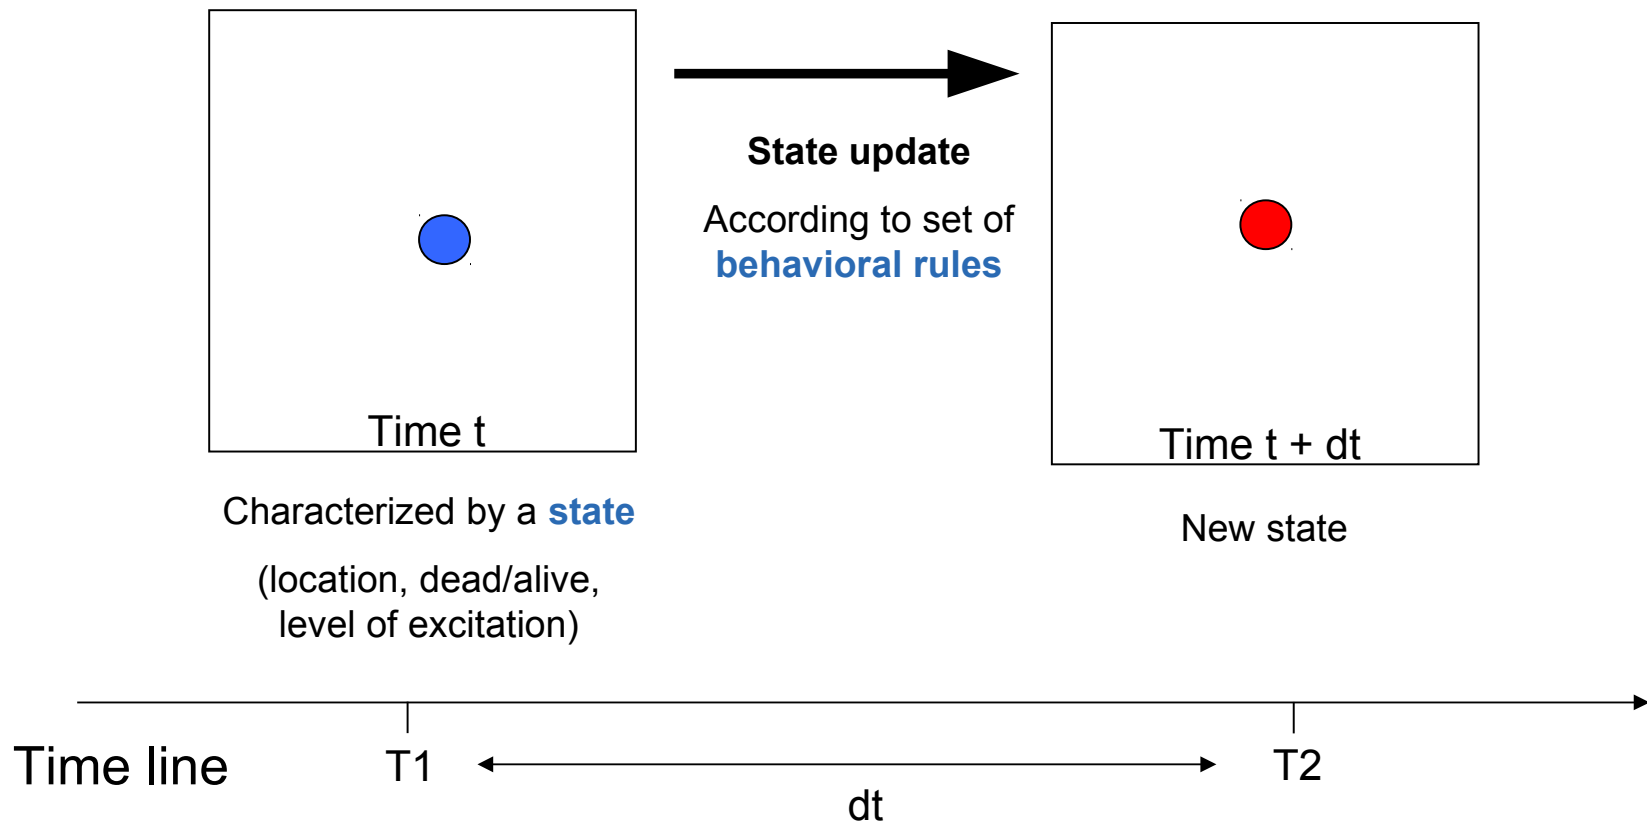 State update
According to set of
behavioral rules
Time t
Time t + dt
Characterized by a state
(location, dead/alive,
level of excitation)
New state
Time line
T1
T2
dt